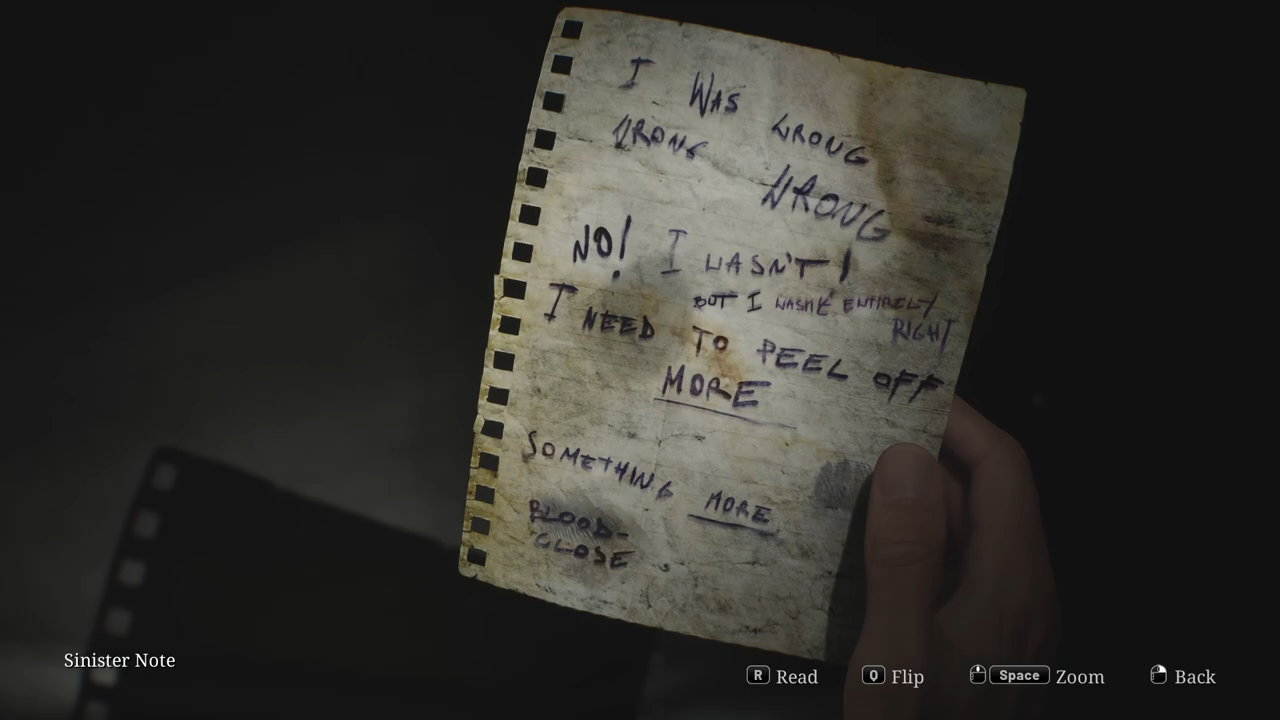 I WAS WRONG
WRONG
WRONG
NO! I WASN'T!
BUT I WASN'T ENTIRELY
RIGHT
I NEED TO PEEL OFF
MORE
SOMETHING MORE
BLOOD-
CLOSE
Sinister Note
R Read
Q Flip
Space Zoom
Back